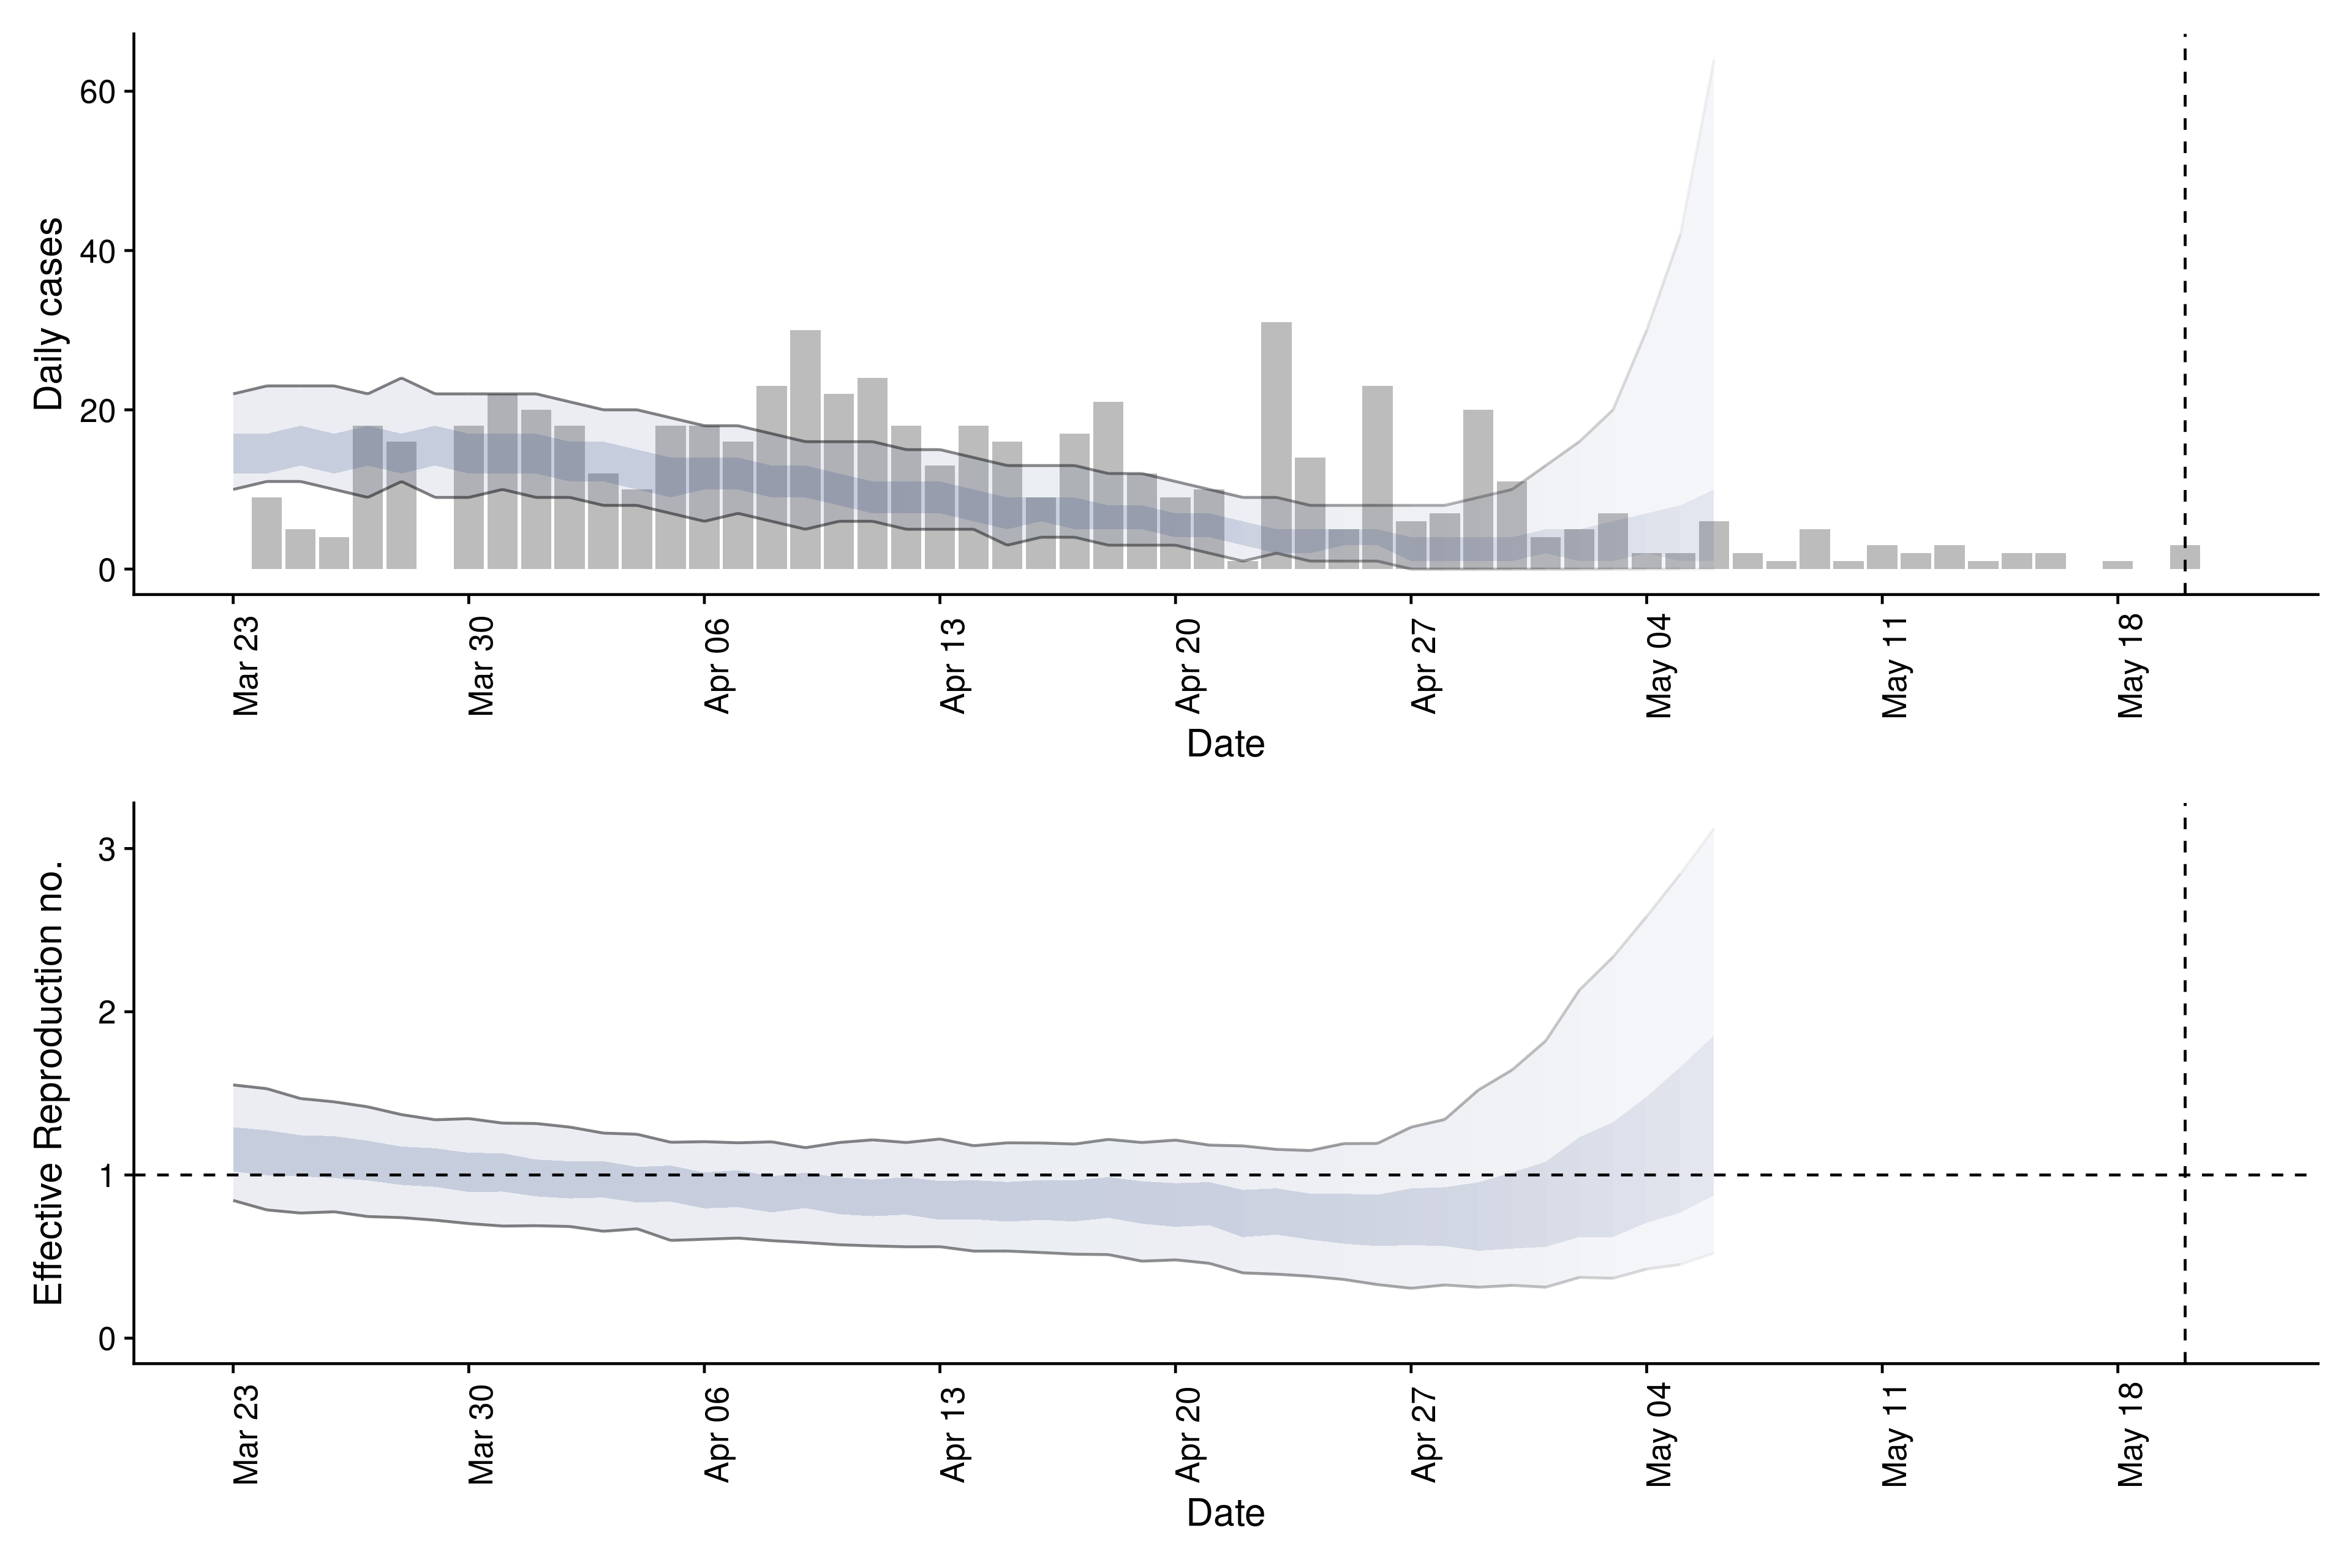 Daily cases
60
40
20
0
Mar 23
Mar 30
Apr 06
Apr 13
Apr 20
Apr 27
May 04
May 11
May 18
Date
Effective Reproduction no.
3
2
1
0
Mar 23
Mar 30
Apr 06
Apr 13
Apr 20
Apr 27
May 04
May 11
May 18
Date